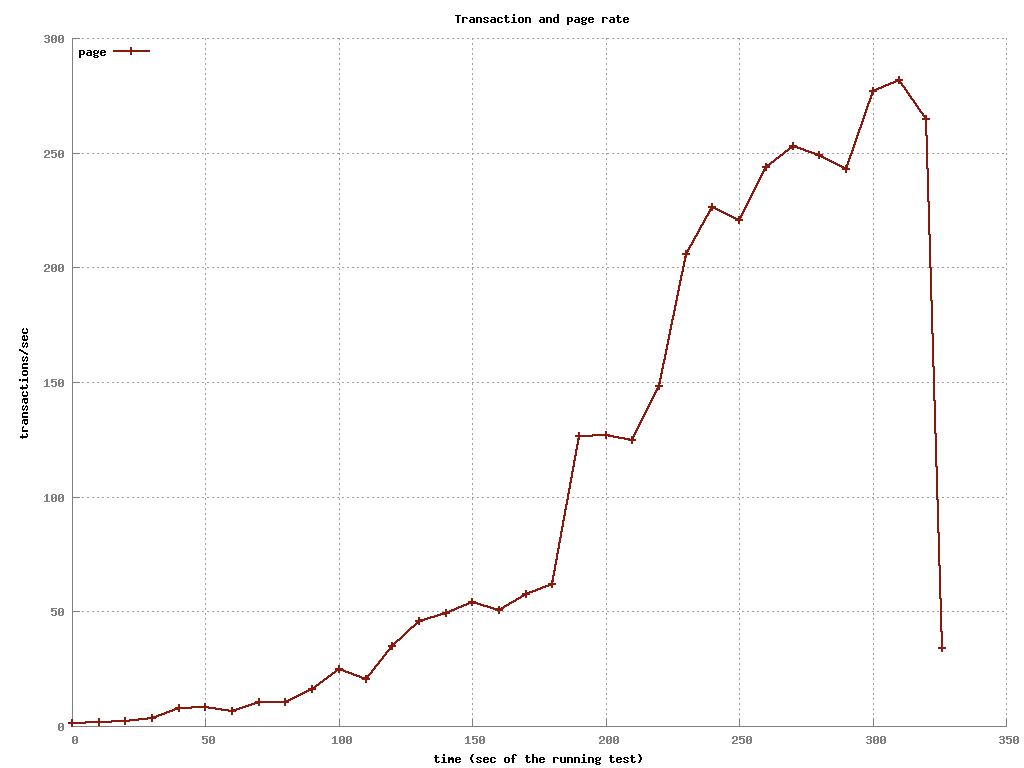 Transaction and page rate
300
page
250
200
150
100
50
0
transactions/sec
0 50 100 150 200 250 300 350
time (sec of the running test)